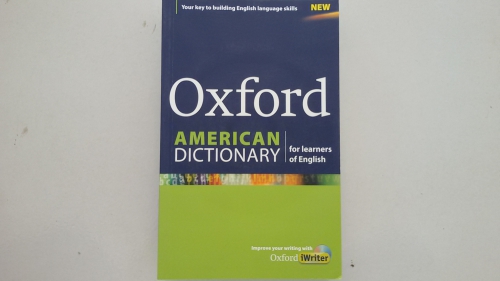 Your key to building English language skills
NEW
Oxford
AMERICAN
DICTIONARY
for learners
of English
Improve your writing with
Oxford iWriter